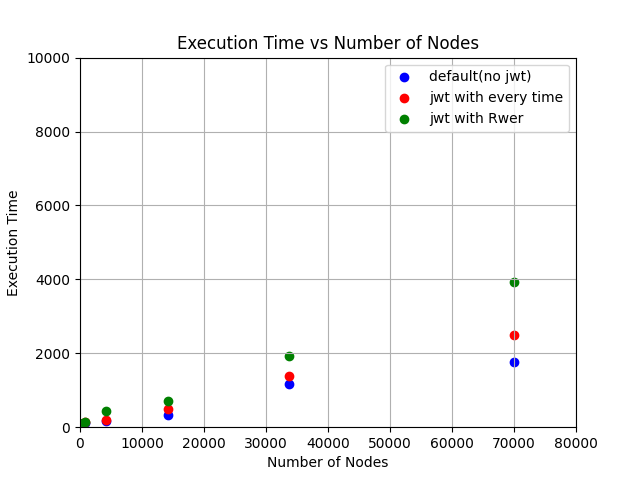 Execution Time vs Number of Nodes
10000
8000
6000
4000
2000
0
Execution Time
default(no jwt)
jwt with every time
jwt with Rwer
0 10000 20000 30000 40000 50000 60000 70000 80000
Number of Nodes